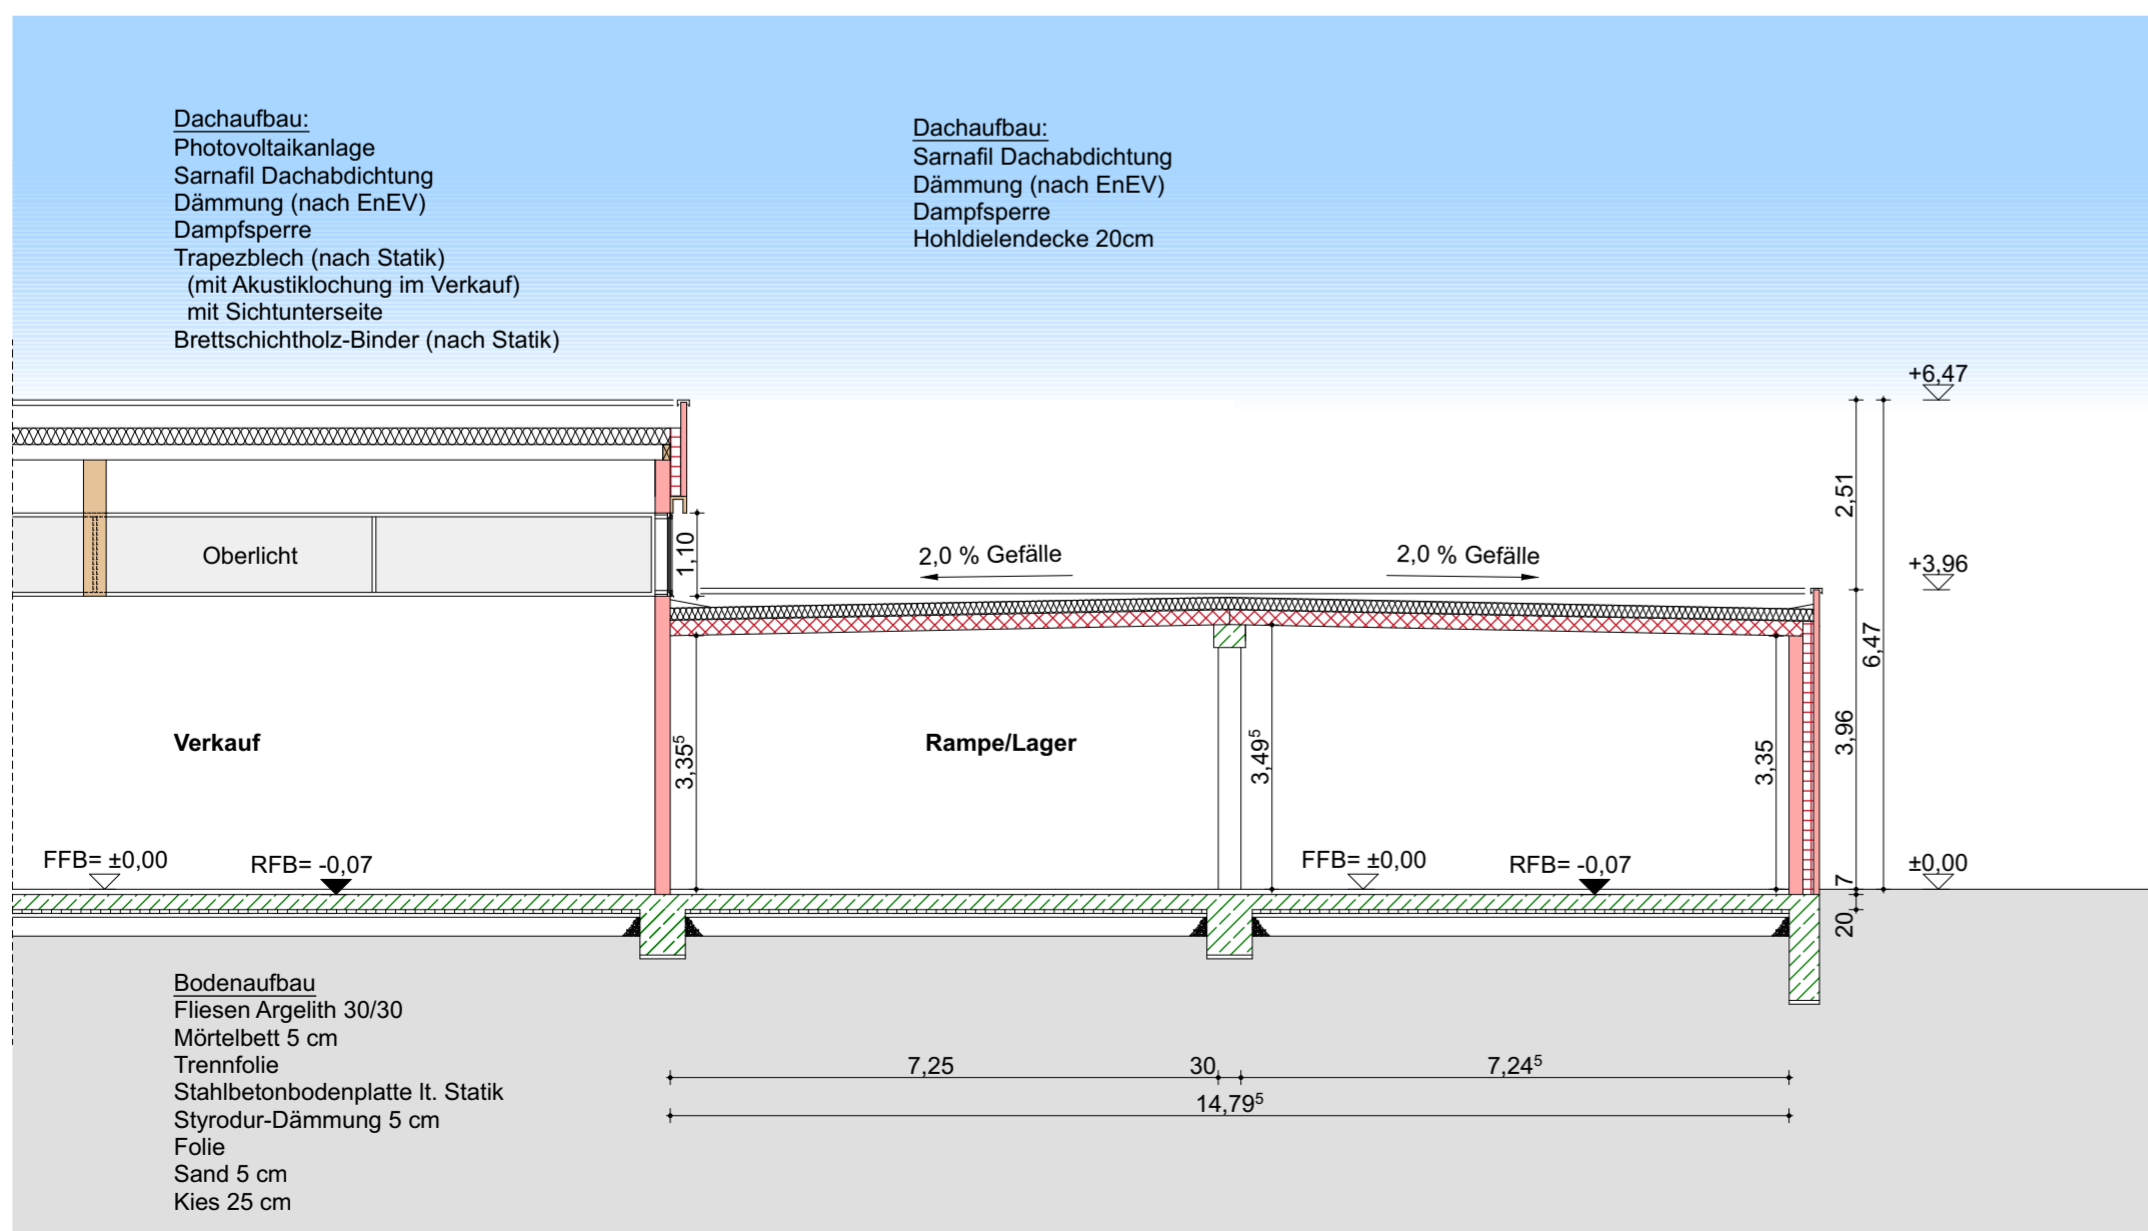 Dachaufbau:
Photovoltaikanlage
Sarnafil Dachabdichtung
Dämmung (nach EnEV)
Dampfsperre
Trapezblech (nach Statik)
(mit Akustiklochung im Verkauf)
mit Sichtunterseite
Brettschichtholz-Binder (nach Statik)
Dachaufbau:
Sarnafil Dachabdichtung
Dämmung (nach EnEV)
Dampfsperre
Hohldielendecke 20cm
+6,47
2,51
1,10
Oberlicht
2,0 % Gefälle
2,0 % Gefälle
+3,96
6,47
Verkauf
3,35⁵
Rampe/Lager
3,49⁵
3,35
3,96
FFB= ±0,00
RFB= -0,07
FFB= ±0,00
RFB= -0,07
7
±0,00
20
Bodenaufbau
Fliesen Argelith 30/30
Mörtelbett 5 cm
Trennfolie
Stahlbetonbodenplatte lt. Statik
Styrodur-Dämmung 5 cm
Folie
Sand 5 cm
Kies 25 cm
7,25
30
7,24⁵
14,79⁵